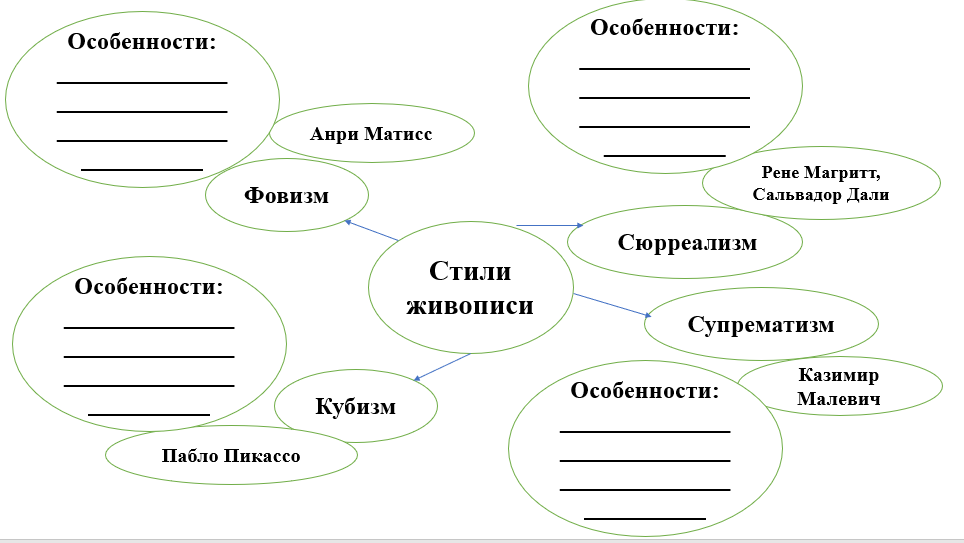 Особенности:
Анри Матисс
Фовизм
Особенности:
Рене Магритт,
Сальвадор Дали
Сюрреализм
Стили
живописи
Супрематизм
Казимир
Малевич
Особенности:
Особенности:
Кубизм
Пабло Пикассо